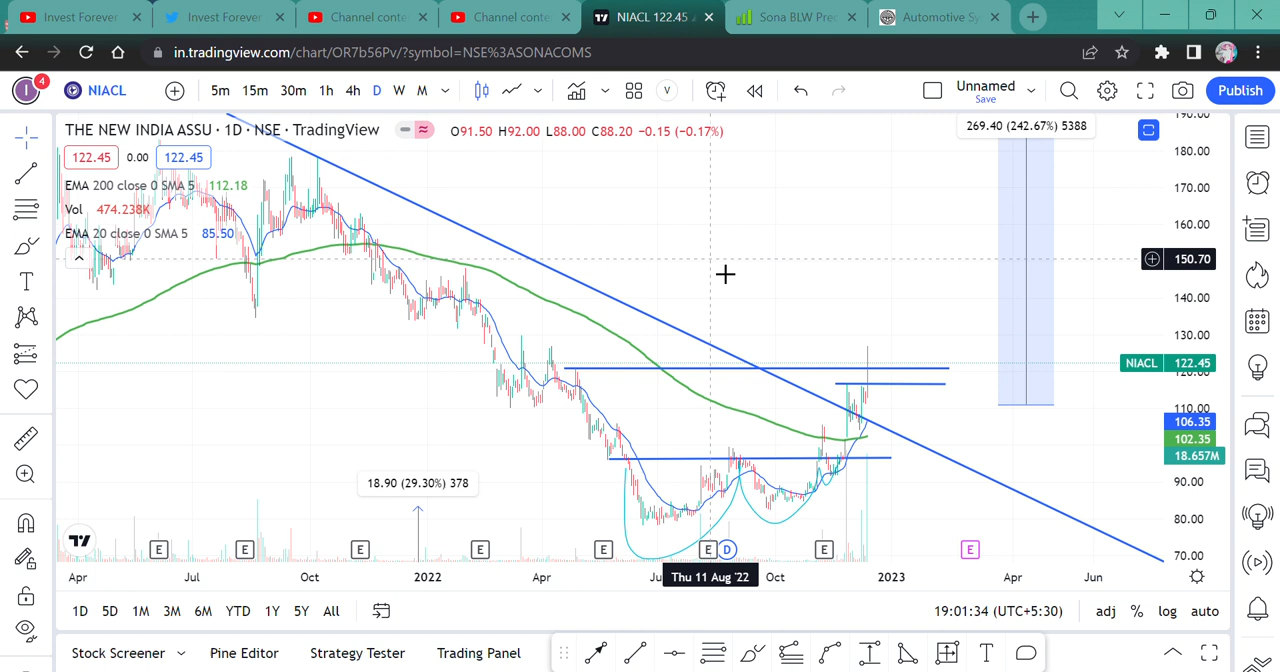 Invest Forever
Invest Forever
Channel conte
Channel conte
NIACL 122.45
Sona BLW Prec
Automotive Sy
in.tradingview.com/chart/OR7b56Pv/?symbol=NSE%3ASONACOMS
I 4 NIACL 5m 15m 30m 1h 4h D W M V Unnamed Save Publish
THE NEW INDIA ASSU · 1D · NSE · TradingView O91.50 H92.00 L88.00 C88.20 -0.15 (-0.17%)
122.45 0.00 122.45
EMA 200 close 0 SMA 5 112.18
Vol 474.238K
EMA 20 close 0 SMA 5 85.50
269.40 (242.67%) 5388
190.00
180.00
170.00
160.00
150.70
140.00
130.00
NIACL 122.45
120.00
110.00
106.35
102.35
18.657M
90.00
80.00
70.00
18.90 (29.30%) 378
E E E E E E D E E
Apr Jul Oct 2022 Apr Ju Thu 11 Aug '22 Oct 2023 Apr Jun
1D 5D 1M 3M 6M YTD 1Y 5Y All 19:01:34 (UTC+5:30) adj % log auto
Stock Screener Pine Editor Strategy Tester Trading Panel